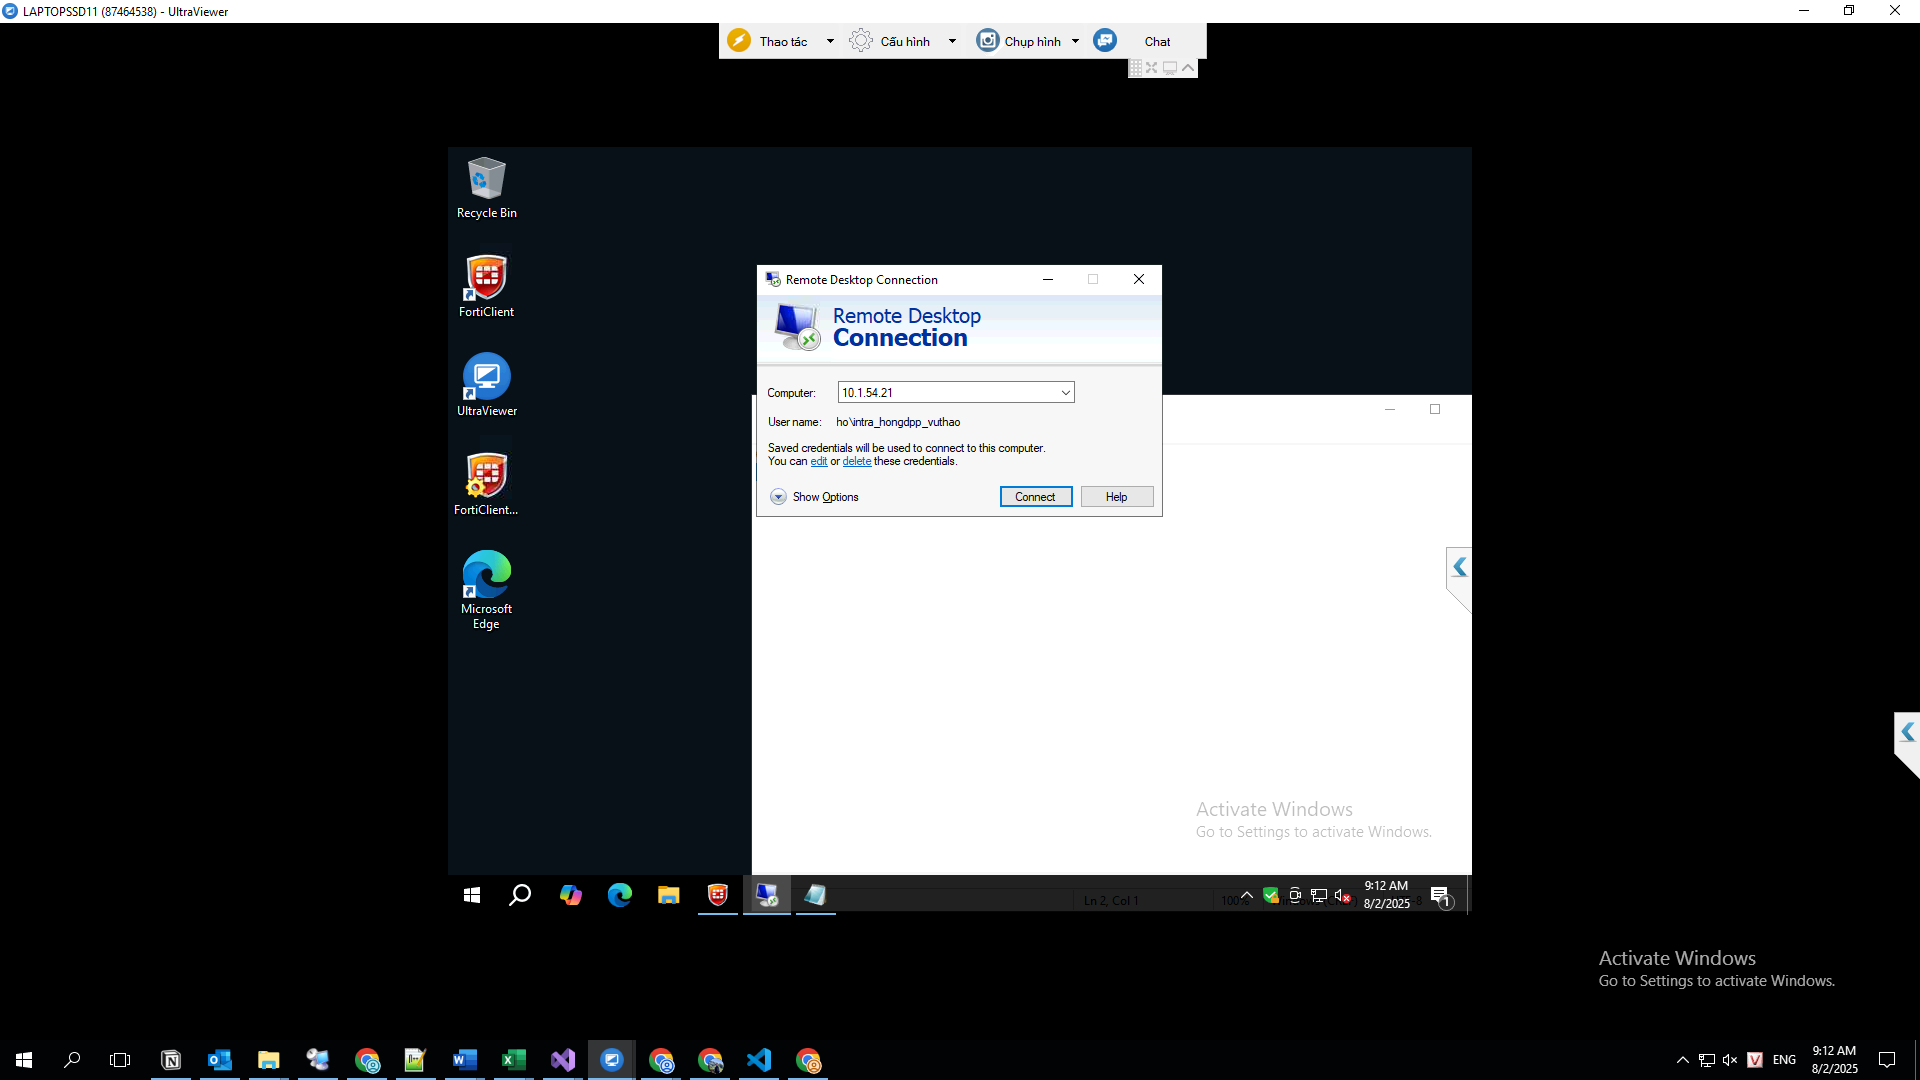 LAPTOPSSD11 (87464538) - UltraViewer
Thao tác
Cấu hình
Chụp hình
Chat
Recycle Bin
FortiClient
UltraViewer
FortiClient...
Microsoft
Edge
Remote Desktop Connection
Remote Desktop
Connection
Computer:
10.1.54.21
User name:
ho\intra_hongdpp_vuthao
Saved credentials will be used to connect to this computer.
You can edit or delete these credentials.
Show Options
Connect
Help
Activate Windows
Go to Settings to activate Windows.
Ln 2, Col 1
100%
9:12 AM
8/2/2025
1
Activate Windows
Go to Settings to activate Windows.
ENG
9:12 AM
8/2/2025